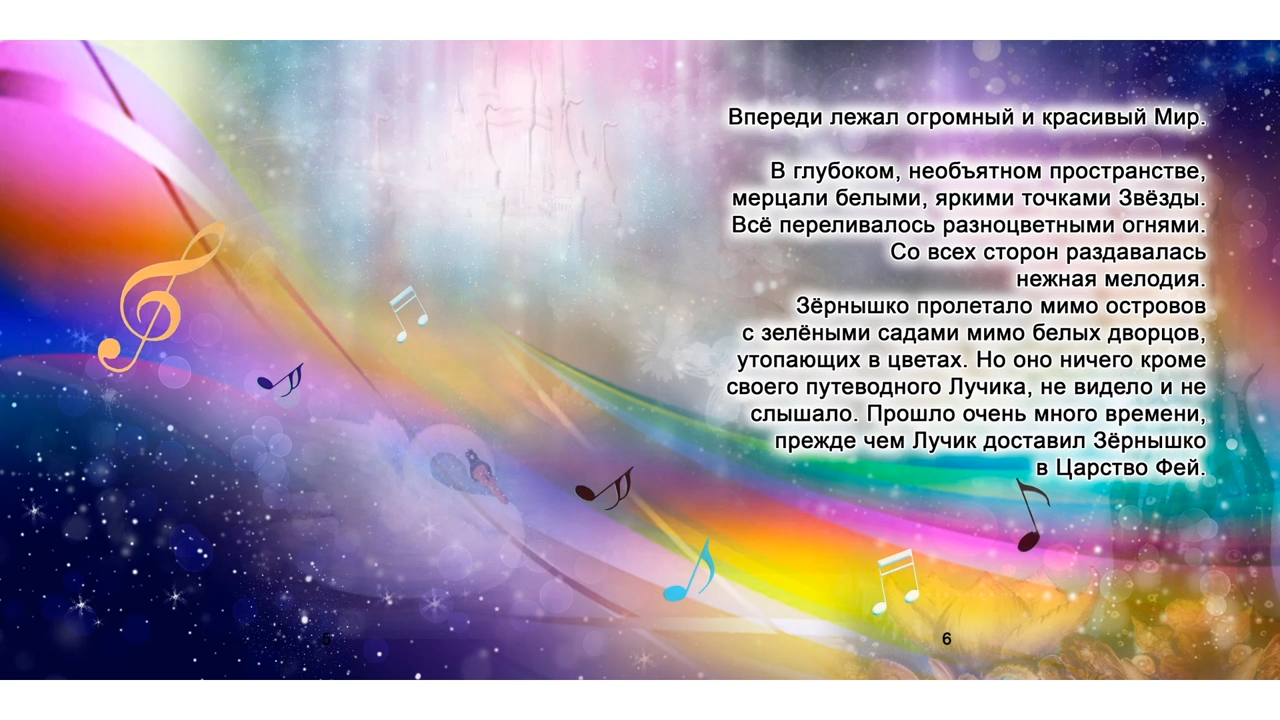 Впереди лежал огромный и красивый Мир.
В глубоком, необъятном пространстве,
мерцали белыми, яркими точками Звёзды.
Всё переливалось разноцветными огнями.
Со всех сторон раздавалась
нежная мелодия.
Зёрнышко пролетало мимо островов
с зелёными садами мимо белых дворцов,
утопающих в цветах. Но оно ничего кроме
своего путеводного Лучика, не видело и не
слышало. Прошло очень много времени,
прежде чем Лучик доставил Зёрнышко
в Царство Фей.
5
6